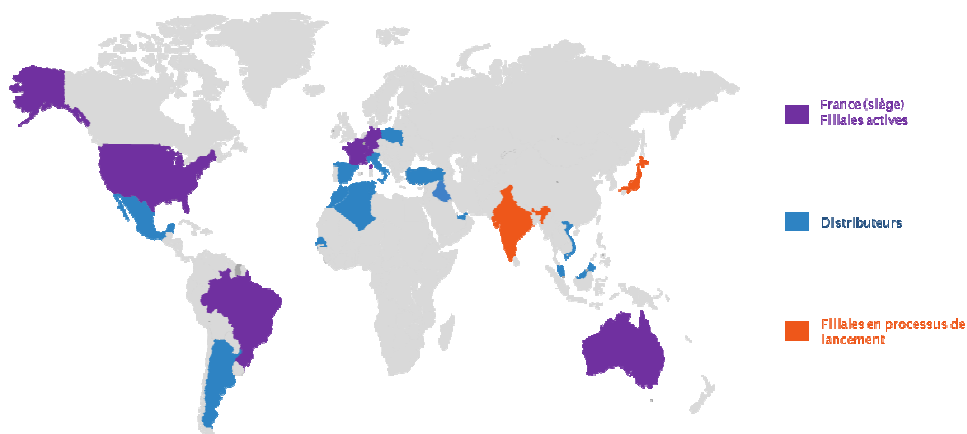 France (siège)
Filiales actives
Distributeurs
Filiales en processus de
lancement